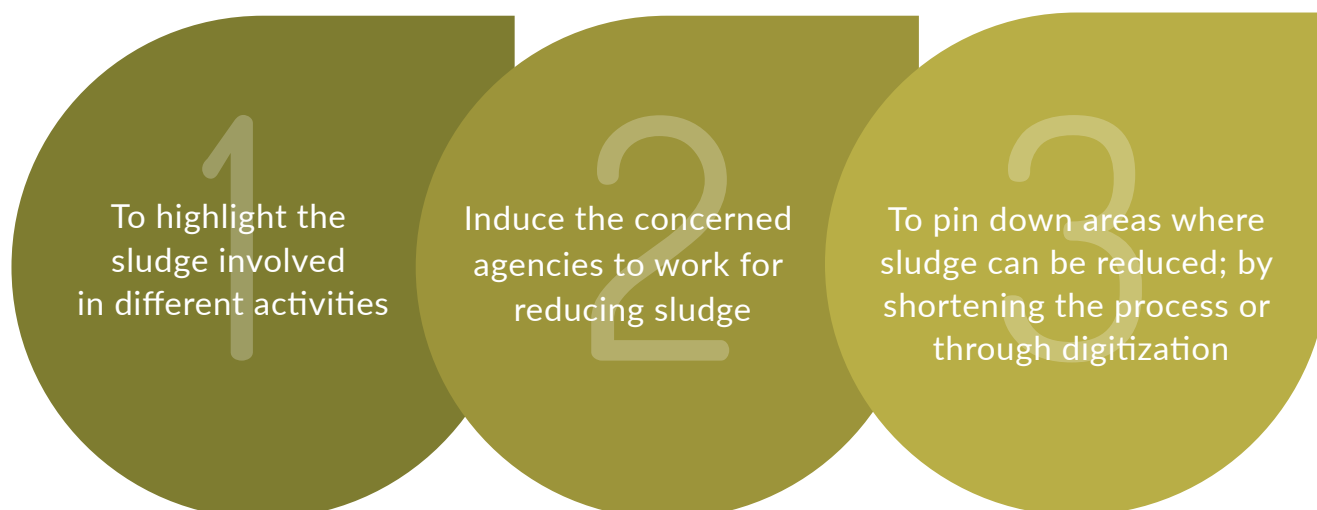 1
To highlight the
sludge involved
in different activities
2
Induce the concerned
agencies to work for
reducing sludge
3
To pin down areas where
sludge can be reduced; by
shortening the process or
through digitization